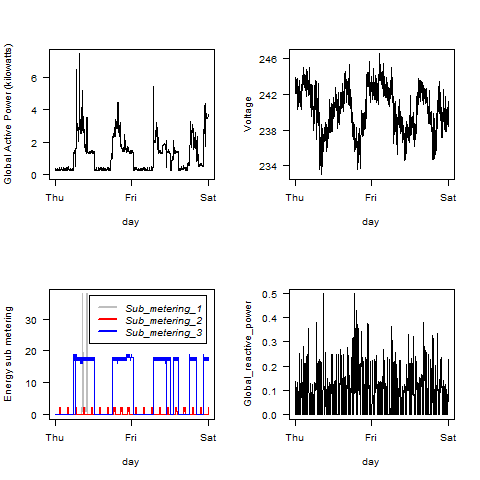 Global Active Power (kilowatts)
6
4
2
0
Thu
Fri
Sat
day
Voltage
246
242
238
234
Thu
Fri
Sat
day
Energy sub metering
30
20
10
0
Sub_metering_1
Sub_metering_2
Sub_metering_3
Thu
Fri
Sat
day
Global_reactive_power
0.5
0.4
0.3
0.2
0.1
0.0
Thu
Fri
Sat
day